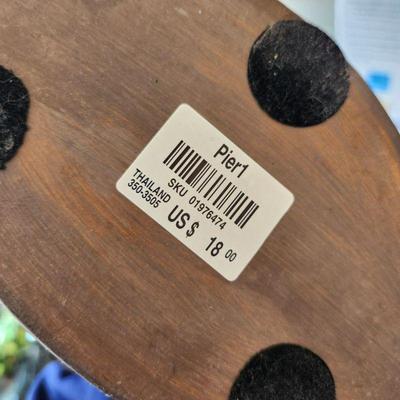 Pier1
SKU 01976474
THAILAND
350-3505
US $ 18 00